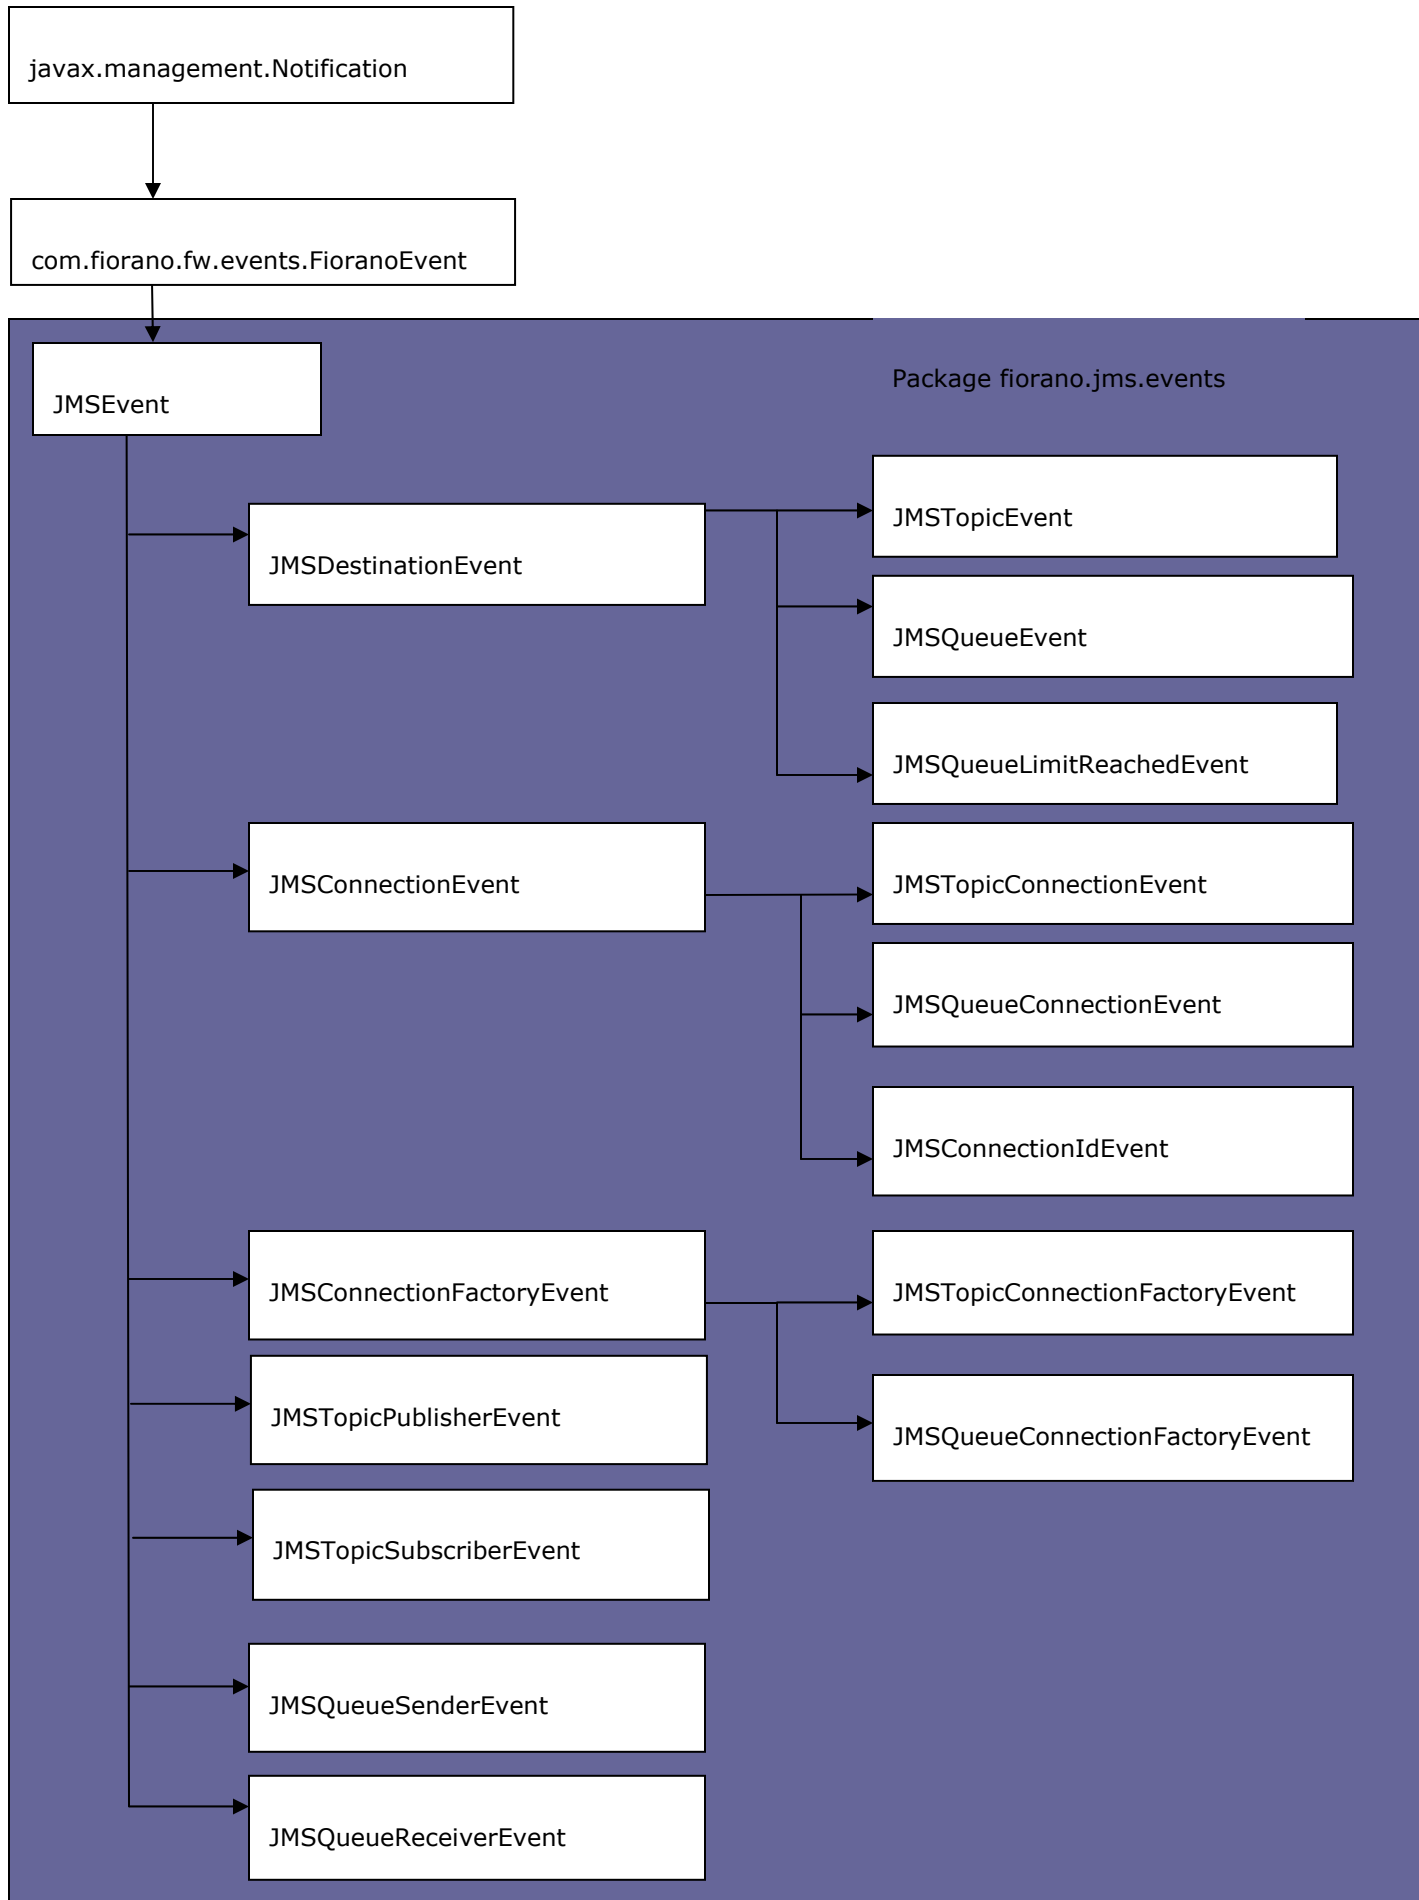 javax.management.Notification
com.fiorano.fw.events.FioranoEvent
Package fiorano.jms.events
JMSEvent
JMSDestinationEvent
JMSTopicEvent
JMSQueueEvent
JMSQueueLimitReachedEvent
JMSConnectionEvent
JMSTopicConnectionEvent
JMSQueueConnectionEvent
JMSConnectionIdEvent
JMSConnectionFactoryEvent
JMSTopicConnectionFactoryEvent
JMSTopicPublisherEvent
JMSQueueConnectionFactoryEvent
JMSTopicSubscriberEvent
JMSQueueSenderEvent
JMSQueueReceiverEvent